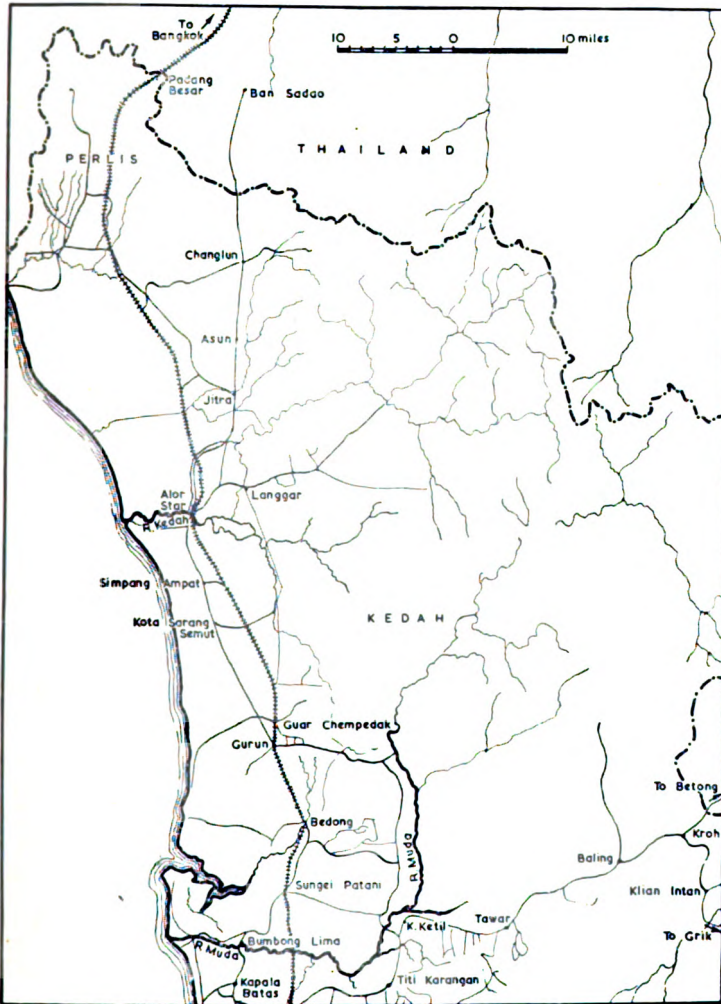 To
Bangkok
10 5 0 10 miles
Padang
Besar
Ban Sadao
THAILAND
PERLIS
Changlun
Asun
Jitra
Alor
Star
Langgar
R. Kedah
Simpang Ampat
KEDAH
Kota Sarang
Semut
Guar Chempedak
Gurun
To Betong
Bedong
Kroh
R Muda
Baling
Sungei Patani
Klian Intan
K. Ketil
Tawar
To Grik
R Muda
Bumbong Lima
Kapala
Batas
Titi Karangan